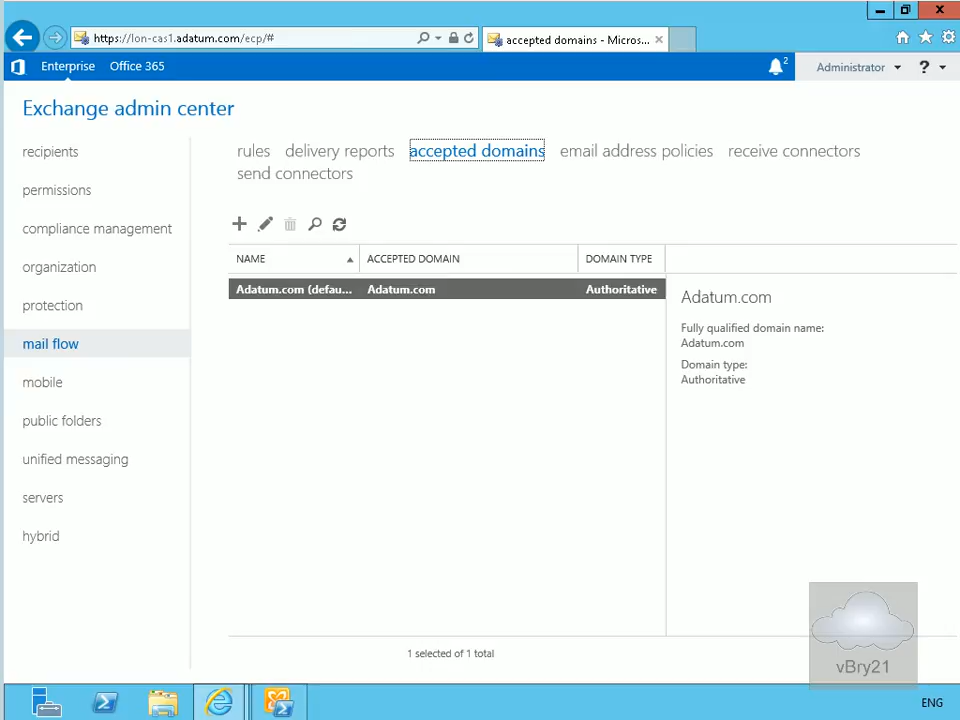 https://lon-cas1.adatum.com/ecp/#
accepted domains - Micros...
Enterprise Office 365
2
Administrator ?
Exchange admin center
recipients
permissions
compliance management
organization
protection
mail flow
mobile
public folders
unified messaging
servers
hybrid
rules delivery reports accepted domains email address policies receive connectors
send connectors
NAME ACCEPTED DOMAIN DOMAIN TYPE
Adatum.com (defau... Adatum.com Authoritative
Adatum.com
Fully qualified domain name:
Adatum.com
Domain type:
Authoritative
1 selected of 1 total
vBry21
ENG